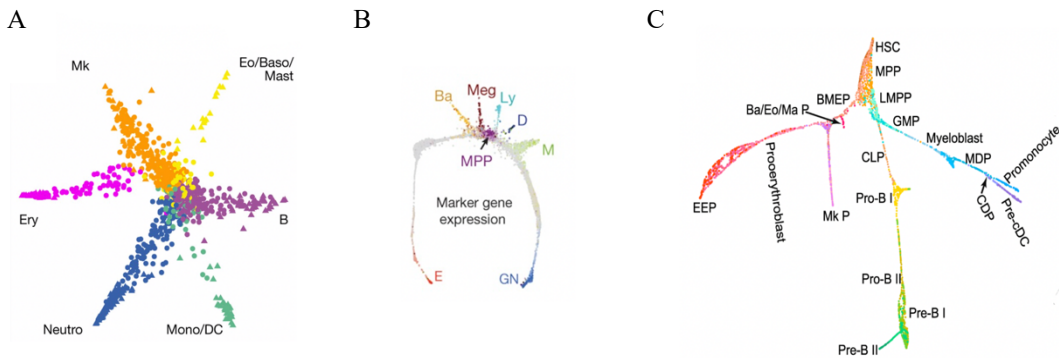 A
Mk
Eo/Baso/
Mast
Ery
B
Neutro
Mono/DC
B
Ba
Meg
Ly
D
M
MPP
Marker gene
expression
E
GN
C
HSC
MPP
BMEP
LMPP
Ba/Eo/Ma P
GMP
Myeloblast
CLP
MDP
Promonocyte
Prooerythroblast
Pro-B I
CDP
Pre-cDC
EEP
Mk P
Pro-B II
Pre-B I
Pre-B II